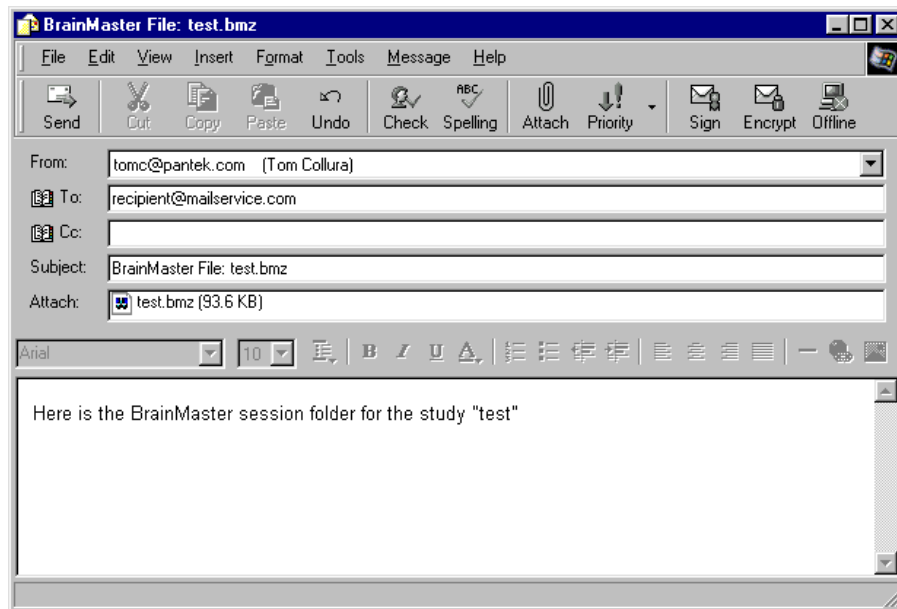 BrainMaster File: test.bmz
File Edit View Insert Format Tools Message Help
ABC
Send Cut Copy Paste Undo Check Spelling Attach Priority Sign Encrypt Offline
From: tomc@pantek.com (Tom Collura)
To: recipient@mailservice.com
Cc:
Subject: BrainMaster File: test.bmz
Attach: test.bmz (93.6 KB)
Arial 10 B I U A
Here is the BrainMaster session folder for the study "test"